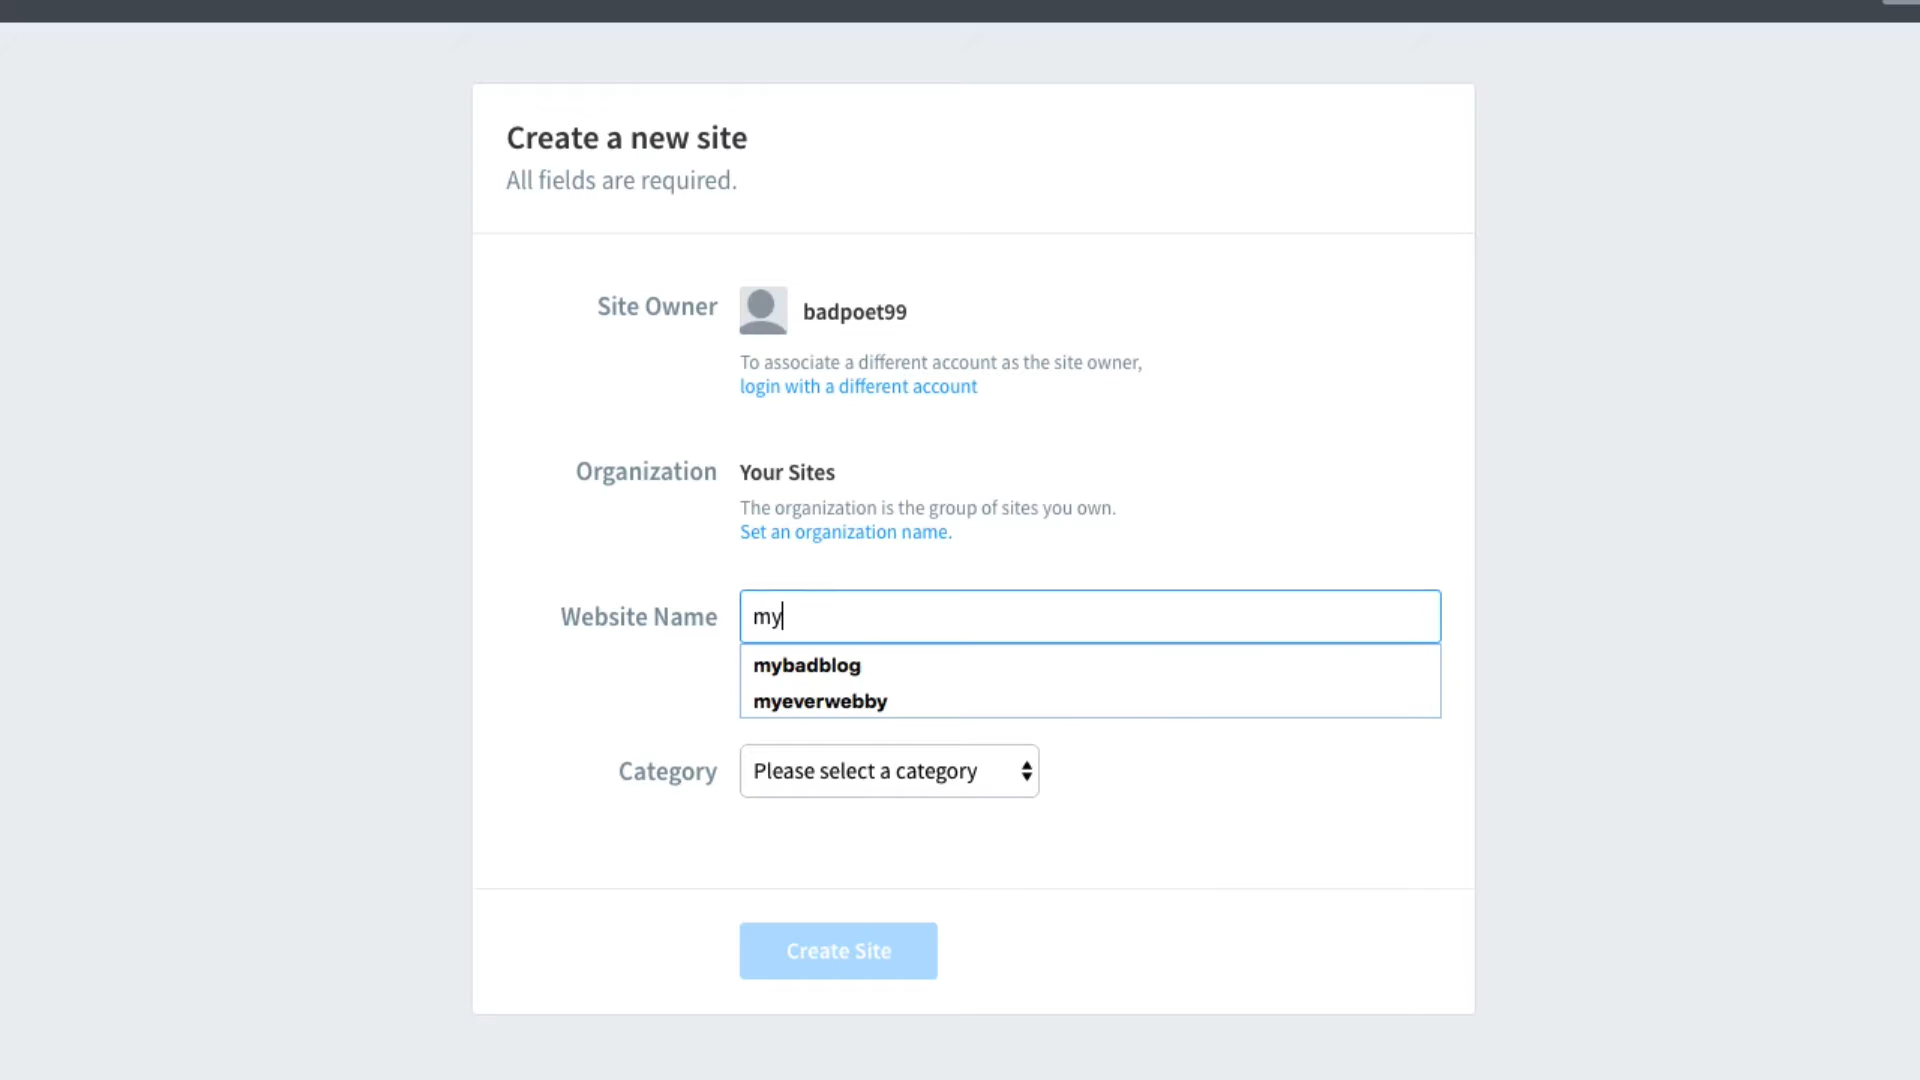 Create a new site
All fields are required.
Site Owner
badpoet99
To associate a different account as the site owner,
login with a different account
Organization
Your Sites
The organization is the group of sites you own.
Set an organization name.
Website Name
my
mybadblog
myeverwebby
Category
Please select a category
Create Site